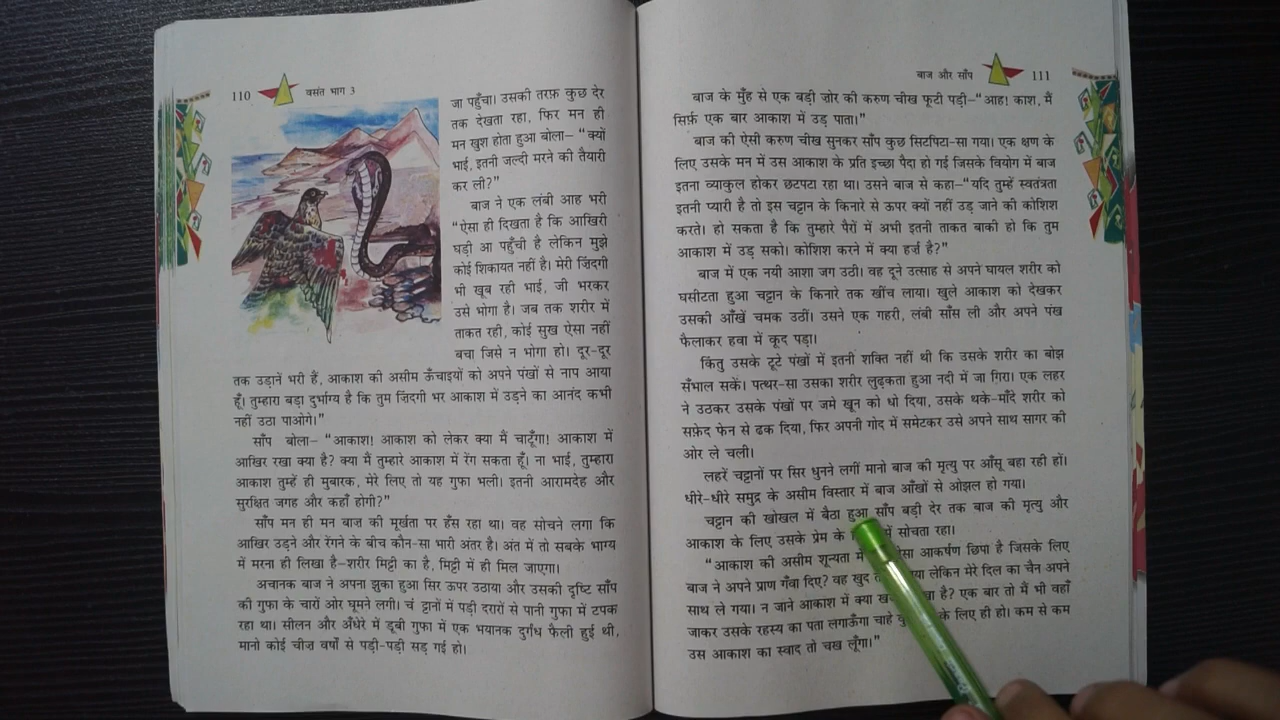 110 वसंत भाग 3
जा पहुँचा। उसकी तरफ़ कुछ देर
तक देखता रहा, फिर मन ही
मन खुश होता हुआ बोला– “क्यों
भाई, इतनी जल्दी मरने की तैयारी
कर ली?”
बाज ने एक लंबी आह भरी
“ऐसा ही दिखता है कि आखिरी
घड़ी आ पहुँची है लेकिन मुझे
कोई शिकायत नहीं है। मेरी ज़िंदगी
भी खूब रही भाई, जी भरकर
उसे भोगा है। जब तक शरीर में
ताकत रही, कोई सुख ऐसा नहीं
बचा जिसे न भोगा हो। दूर-दूर
तक उड़ानें भरी हैं, आकाश की असीम ऊँचाइयों को अपने पंखों से नाप आया
हूँ। तुम्हारा बड़ा दुर्भाग्य है कि तुम ज़िंदगी भर आकाश में उड़ने का आनंद कभी
नहीं उठा पाओगे।”
साँप बोला– “आकाश! आकाश को लेकर क्या मैं चाटूँगा! आकाश में
आखिर रखा क्या है? क्या मैं तुम्हारे आकाश में रेंग सकता हूँ। ना भाई, तुम्हारा
आकाश तुम्हें ही मुबारक, मेरे लिए तो यह गुफा भली। इतनी आरामदेह और
सुरक्षित जगह और कहाँ होगी?”
साँप मन ही मन बाज की मूर्खता पर हँस रहा था। वह सोचने लगा कि
आखिर उड़ने और रेंगने के बीच कौन-सा भारी अंतर है। अंत में तो सबके भाग्य
में मरना ही लिखा है–शरीर मिट्टी का है, मिट्टी में ही मिल जाएगा।
अचानक बाज ने अपना झुका हुआ सिर ऊपर उठाया और उसकी दृष्टि साँप
की गुफा के चारों ओर घूमने लगी। चं ट्टानों में पड़ी दरारों से पानी गुफा में टपक
रहा था। सीलन और अँधेरे में डूबी गुफा में एक भयानक दुर्गंध फैली हुई थी,
मानो कोई चीज़ वर्षों से पड़ी-पड़ी सड़ गई हो।
बाज और साँप 111
बाज के मुँह से एक बड़ी ज़ोर की करुण चीख फूटी पड़ी–“आह! काश, मैं
सिर्फ़ एक बार आकाश में उड़ पाता।”
बाज की ऐसी करुण चीख सुनकर साँप कुछ सिटपिटा-सा गया। एक क्षण के
लिए उसके मन में उस आकाश के प्रति इच्छा पैदा हो गई जिसके वियोग में बाज
इतना व्याकुल होकर छटपटा रहा था। उसने बाज से कहा–“यदि तुम्हें स्वतंत्रता
इतनी प्यारी है तो इस चट्टान के किनारे से ऊपर क्यों नहीं उड़ जाने की कोशिश
करते। हो सकता है कि तुम्हारे पैरों में अभी इतनी ताकत बाकी हो कि तुम
आकाश में उड़ सको। कोशिश करने में क्या हर्ज है?”
बाज में एक नयी आशा जग उठी। वह दूने उत्साह से अपने घायल शरीर को
घसीटता हुआ चट्टान के किनारे तक खींच लाया। खुले आकाश को देखकर
उसकी आँखें चमक उठीं। उसने एक गहरी, लंबी साँस ली और अपने पंख
फैलाकर हवा में कूद पड़ा।
किंतु उसके टूटे पंखों में इतनी शक्ति नहीं थी कि उसके शरीर का बोझ
सँभाल सकें। पत्थर-सा उसका शरीर लुढ़कता हुआ नदी में जा गिरा। एक लहर
ने उठकर उसके पंखों पर जमे खून को धो दिया, उसके थके-माँदे शरीर को
सफ़ेद फेन से ढक दिया, फिर अपनी गोद में समेटकर उसे अपने साथ सागर की
ओर ले चली।
लहरें चट्टानों पर सिर धुनने लगीं मानो बाज की मृत्यु पर आँसू बहा रही हों।
धीरे-धीरे समुद्र के असीम विस्तार में बाज आँखों से ओझल हो गया।
चट्टान की खोखल में बैठा हुआ साँप बड़ी देर तक बाज की मृत्यु और
आकाश के लिए उसके प्रेम के में सोचता रहा।
“आकाश की असीम शून्यता में आकर्षण छिपा है जिसके लिए
बाज ने अपने प्राण गँवा दिए? वह खुद लेकिन मेरे दिल का चैन अपने
साथ ले गया। न जाने आकाश में क्या है? एक बार तो मैं भी वहाँ
जाकर उसके रहस्य का पता लगाऊँगा चाहे के लिए ही हो। कम से कम
उस आकाश का स्वाद तो चख लूँगा।”